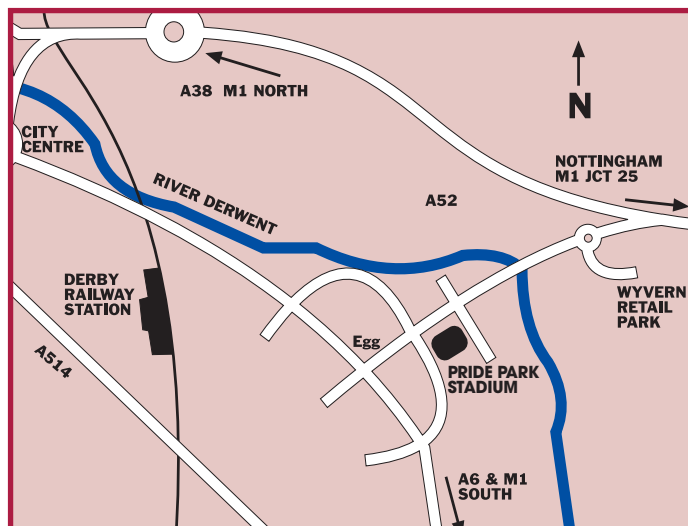 A38  M1 NORTH
N
CITY
CENTRE
NOTTINGHAM
M1 JCT 25
RIVER DERWENT
A52
DERBY
RAILWAY
STATION
WYVERN
RETAIL
PARK
Egg
A514
PRIDE PARK
STADIUM
A6 & M1
SOUTH